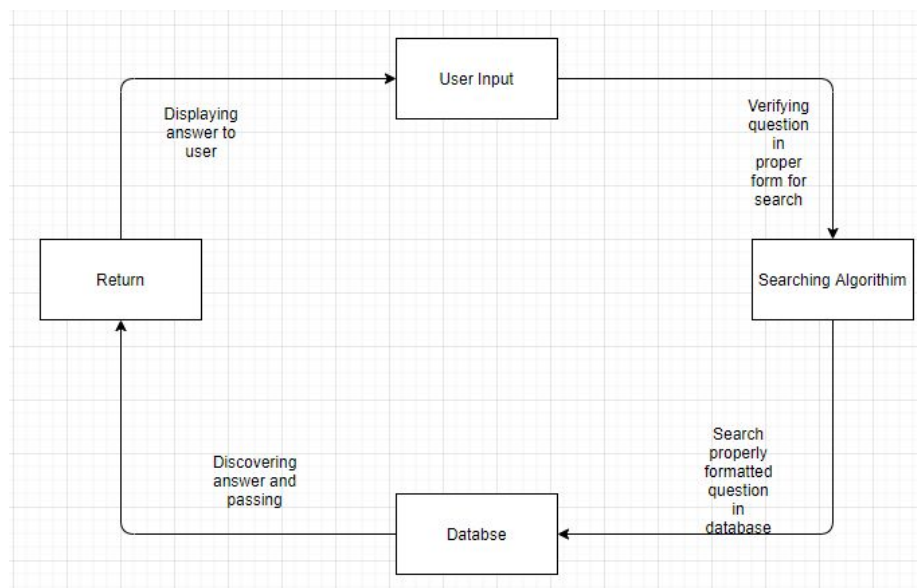 User Input
Displaying
answer to
user
Verifying
question
in
proper
form for
search
Return
Searching Algorithim
Discovering
answer and
passing
Search
properly
formatted
question
in
database
Databse